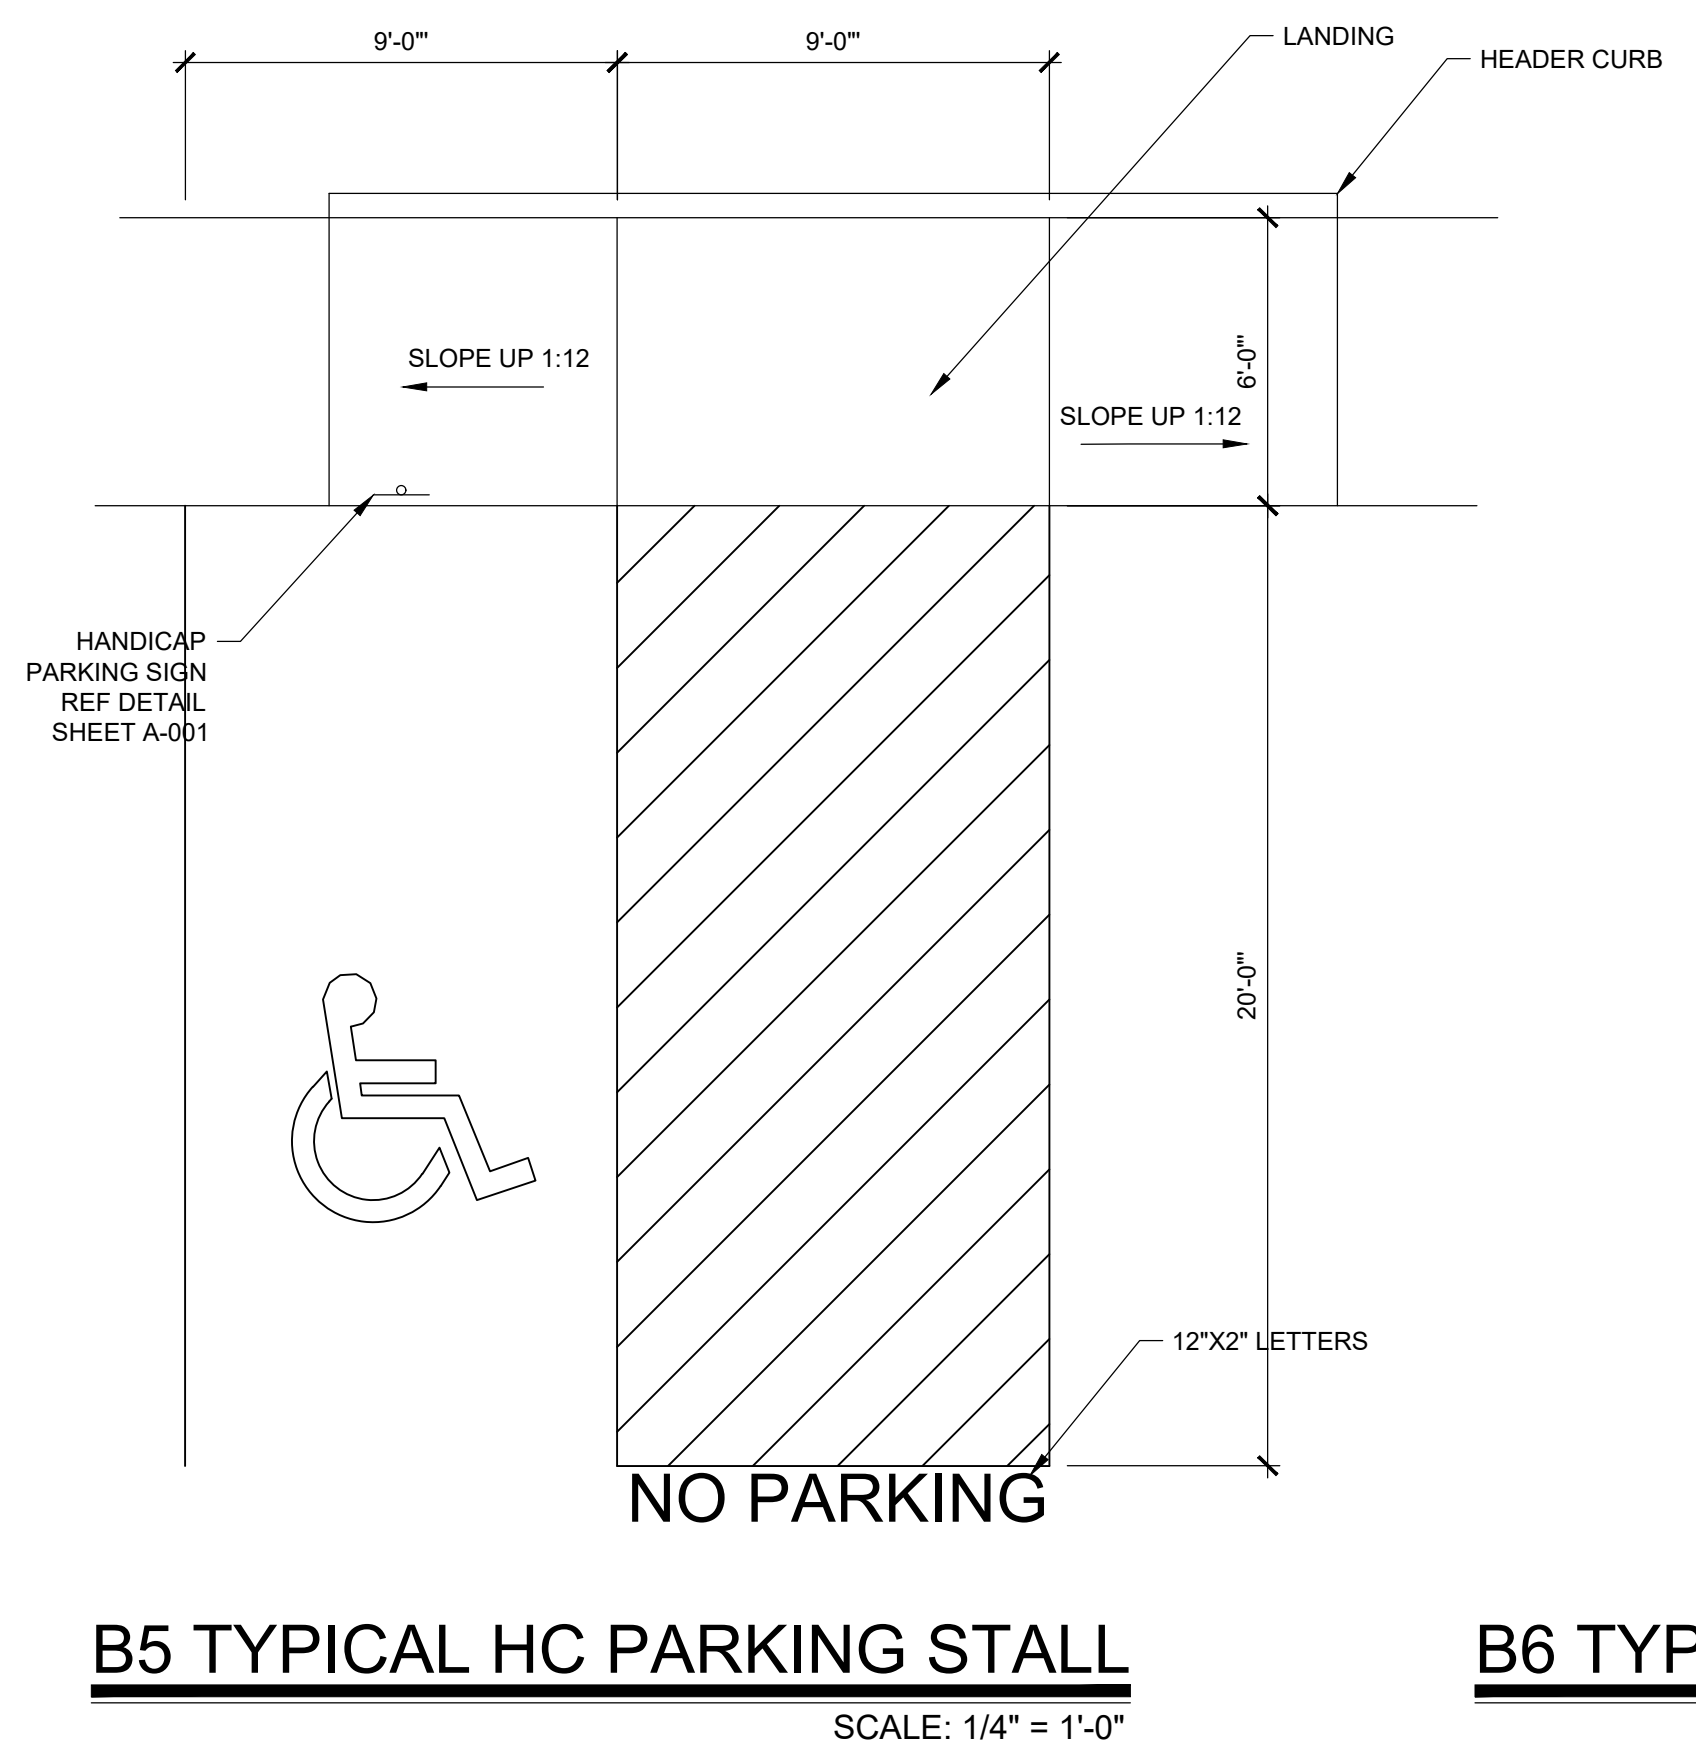 9'-0'"
9'-0'"
LANDING
HEADER CURB
SLOPE UP 1:12
6'-0'"
SLOPE UP 1:12
HANDICAP
PARKING SIGN
REF DETAIL
SHEET A-001
20'-0'"
12"X2" LETTERS
NO PARKING
B5 TYPICAL HC PARKING STALL
B6 TYP
SCALE: 1/4" = 1'-0"